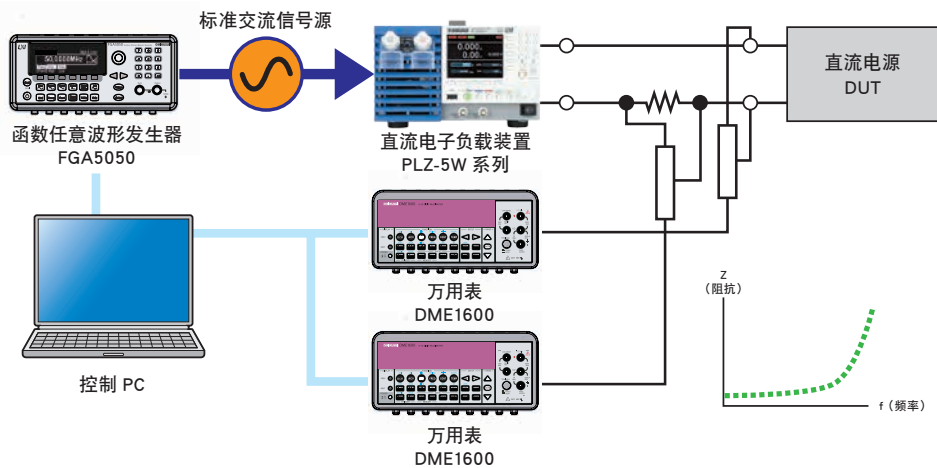 标准交流信号源
50.0000MHz
函数任意波形发生器
FGA5050
直流电子负载装置
PLZ-5W 系列
直流电源
DUT
万用表
DME1600
控制 PC
万用表
DME1600
Z
（阻抗）
f（频率）